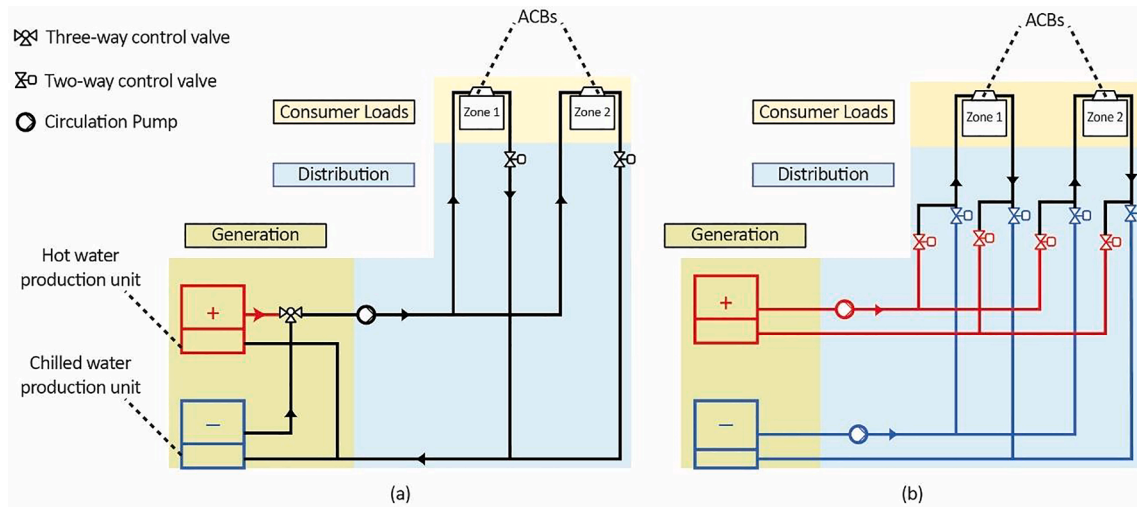 ACBs
ACBs
Three-way control valve
Two-way control valve
Circulation Pump
Consumer Loads
Zone 1
Zone 2
Consumer Loads
Zone 1
Zone 2
Distribution
Distribution
Generation
Generation
Hot water
production unit
+
+
Chilled water
production unit
−
−
(a)
(b)